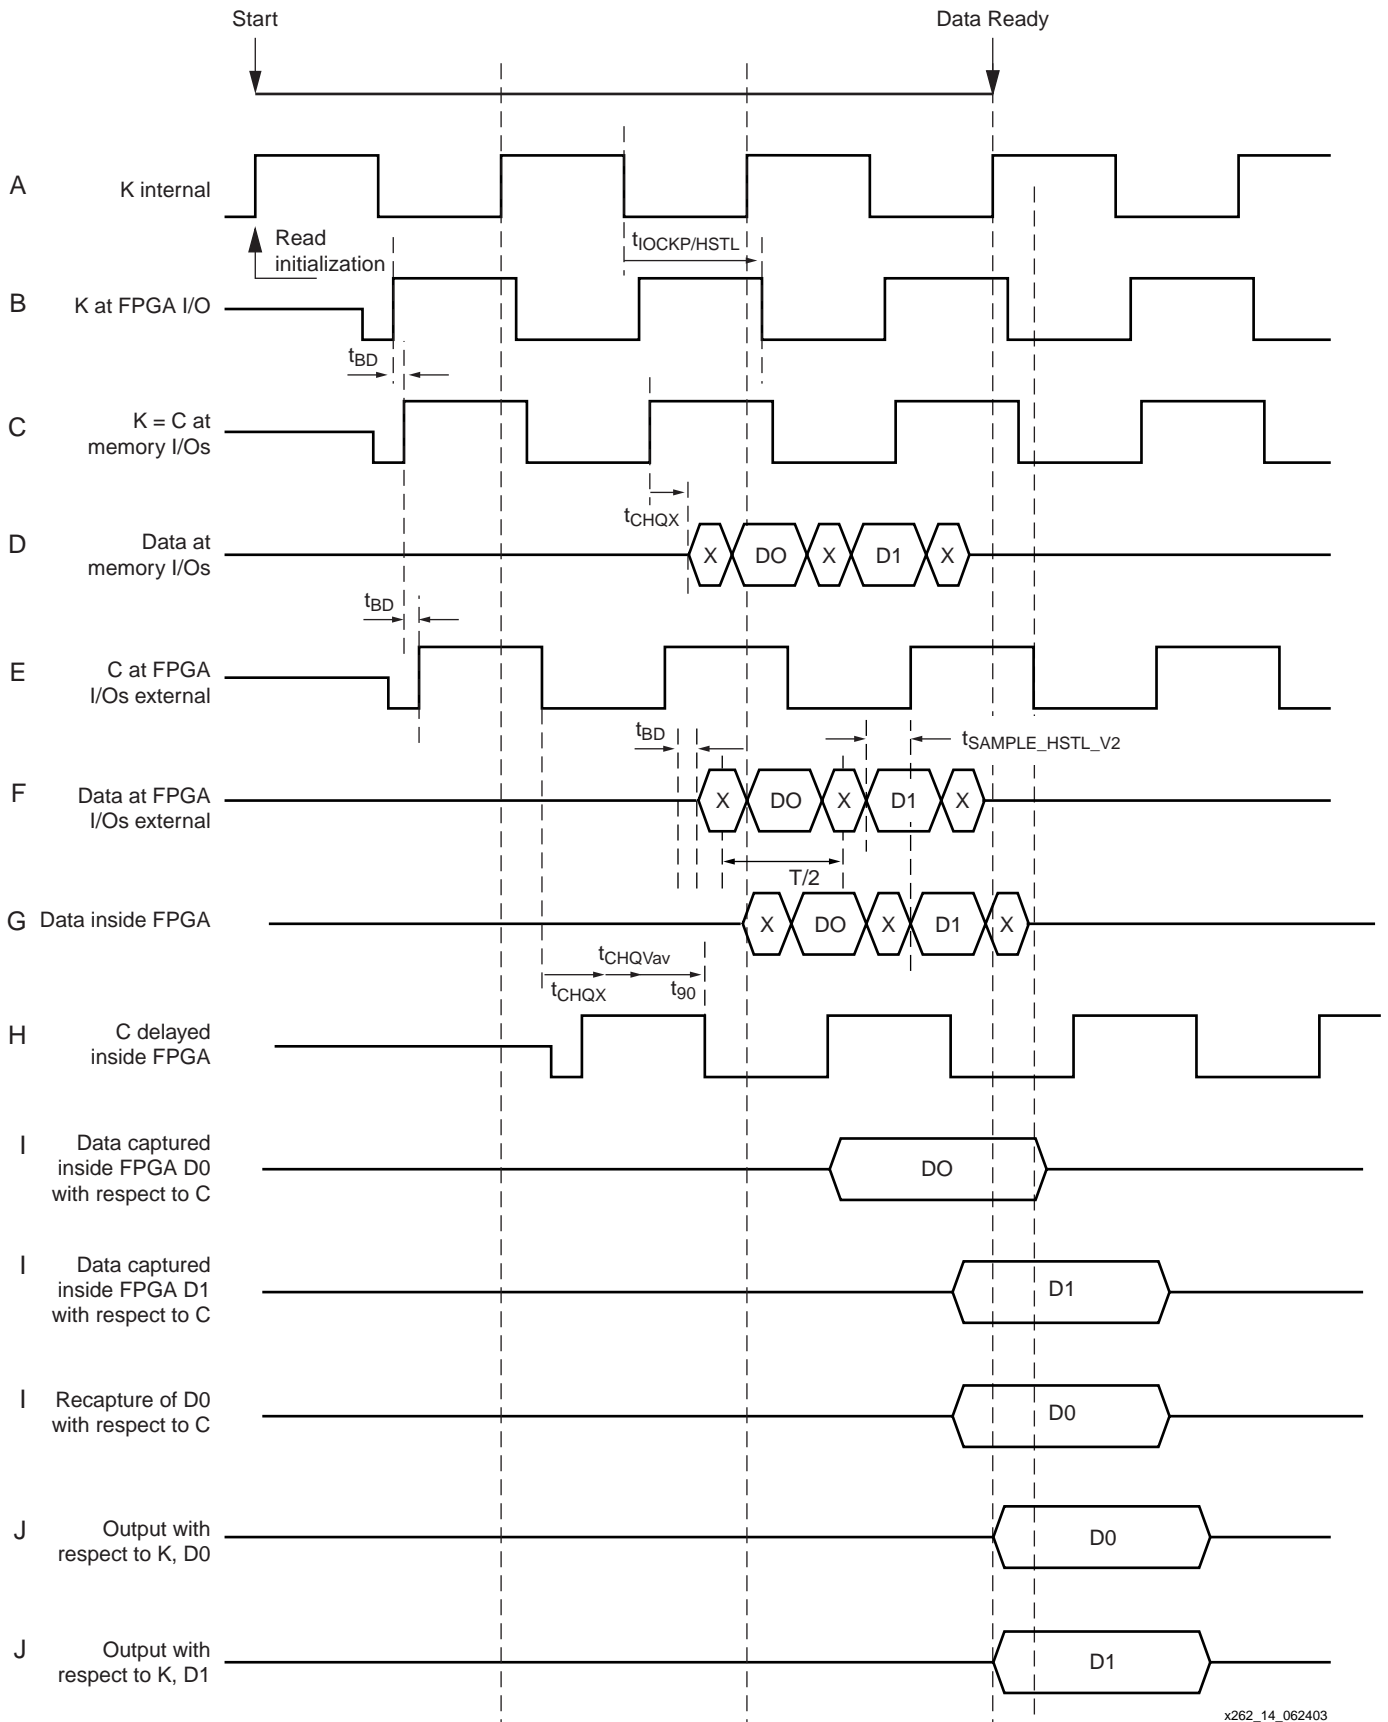 Start
Data Ready
A
K internal
Read
initialization
tIOCKP/HSTL
B
K at FPGA I/O
tBD
C
K = C at
memory I/Os
tCHQX
D
Data at
memory I/Os
X
DO
X
D1
X
tBD
E
C at FPGA
I/Os external
tBD
tSAMPLE_HSTL_V2
F
Data at FPGA
I/Os external
X
DO
X
D1
X
T/2
G
Data inside FPGA
X
DO
X
D1
X
tCHQVav
tCHQX
t90
H
C delayed
inside FPGA
I
Data captured
inside FPGA D0
with respect to C
DO
I
Data captured
inside FPGA D1
with respect to C
D1
I
Recapture of D0
with respect to C
D0
J
Output with
respect to K, D0
D0
J
Output with
respect to K, D1
D1
x262_14_062403